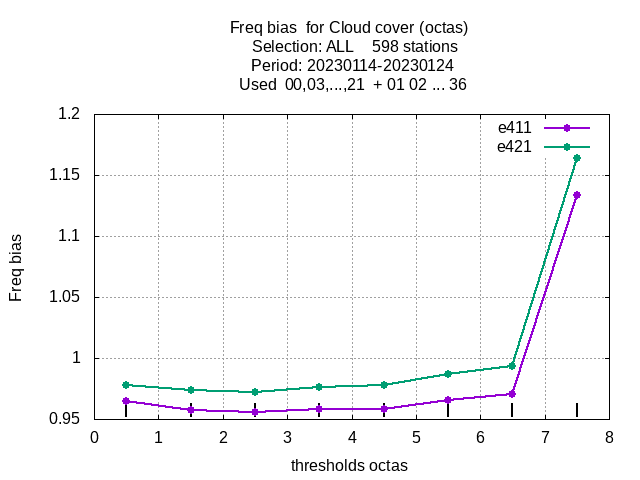 Freq bias  for Cloud cover (octas)
Selection: ALL    598 stations
Period: 20230114-20230124
Used  00,03,...,21  + 01 02 ... 36
1.2
e411
e421
1.15
1.1
Freq bias
1.05
1
0.95
0 1 2 3 4 5 6 7 8
thresholds octas